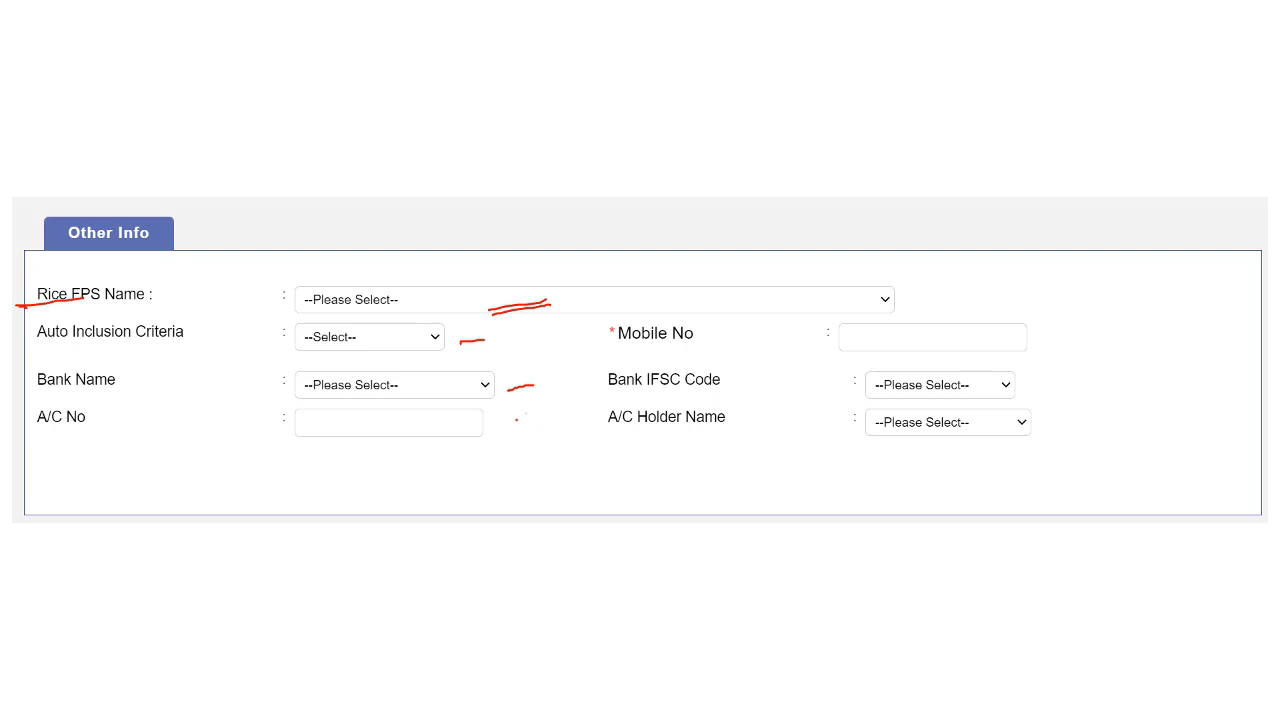 Other Info
Rice FPS Name : : --Please Select--
Auto Inclusion Criteria : --Select-- *Mobile No :
Bank Name : --Please Select-- Bank IFSC Code : --Please Select--
A/C No : A/C Holder Name : --Please Select--